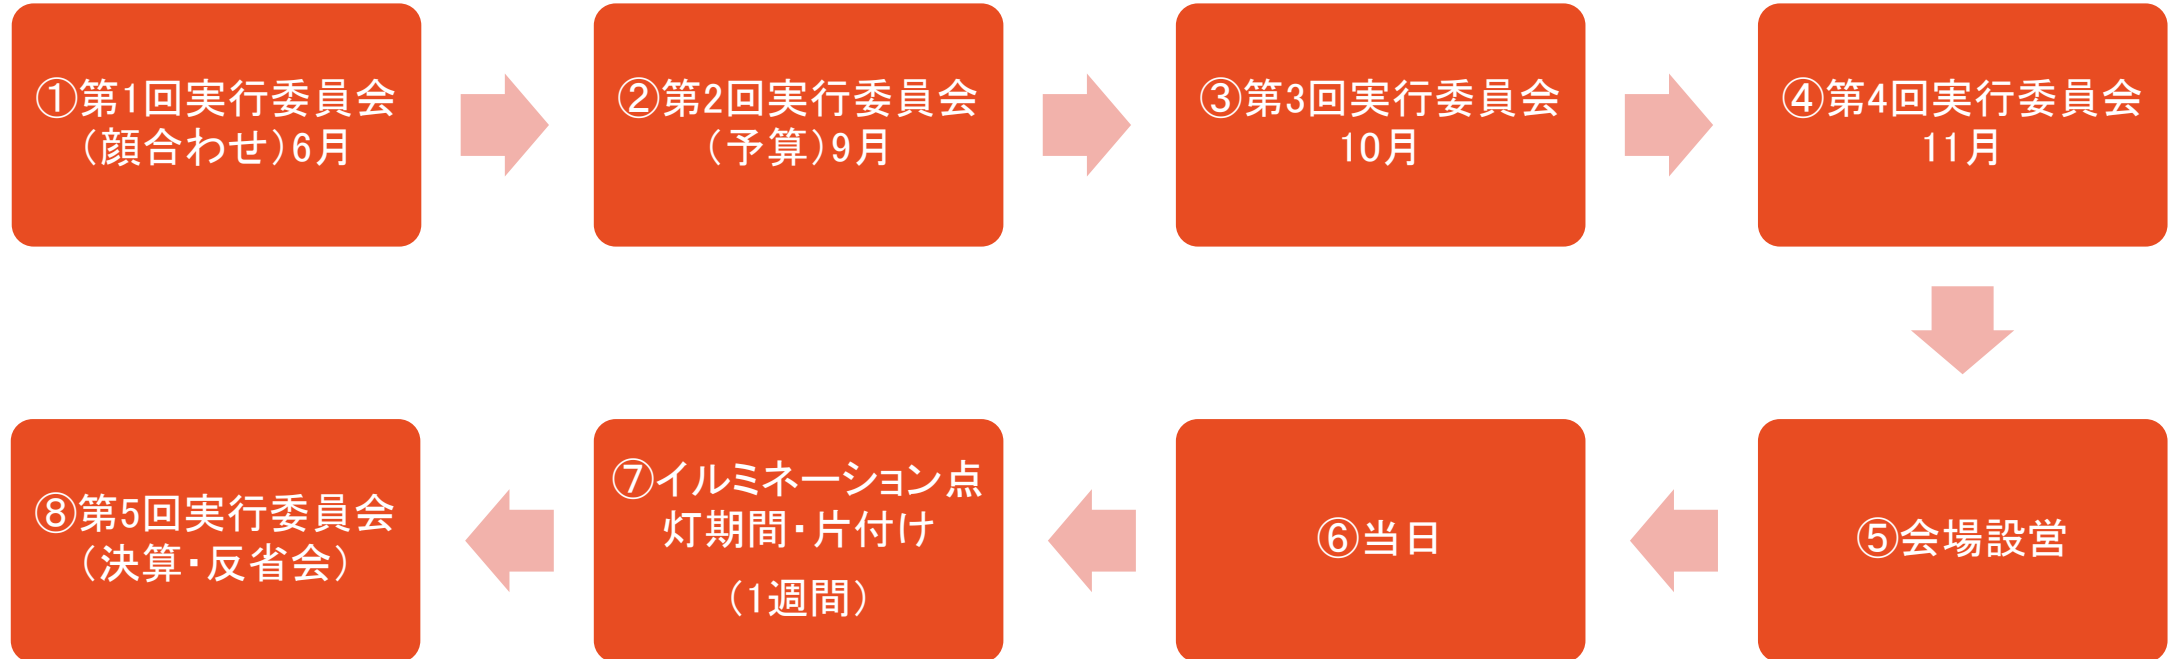 ①第1回実行委員会
(顔合わせ)6月
②第2回実行委員会
(予算)9月
③第3回実行委員会
10月
④第4回実行委員会
11月
⑤会場設営
⑥当日
⑦イルミネーション点
灯期間・片付け
(1週間)
⑧第5回実行委員会
(決算・反省会)